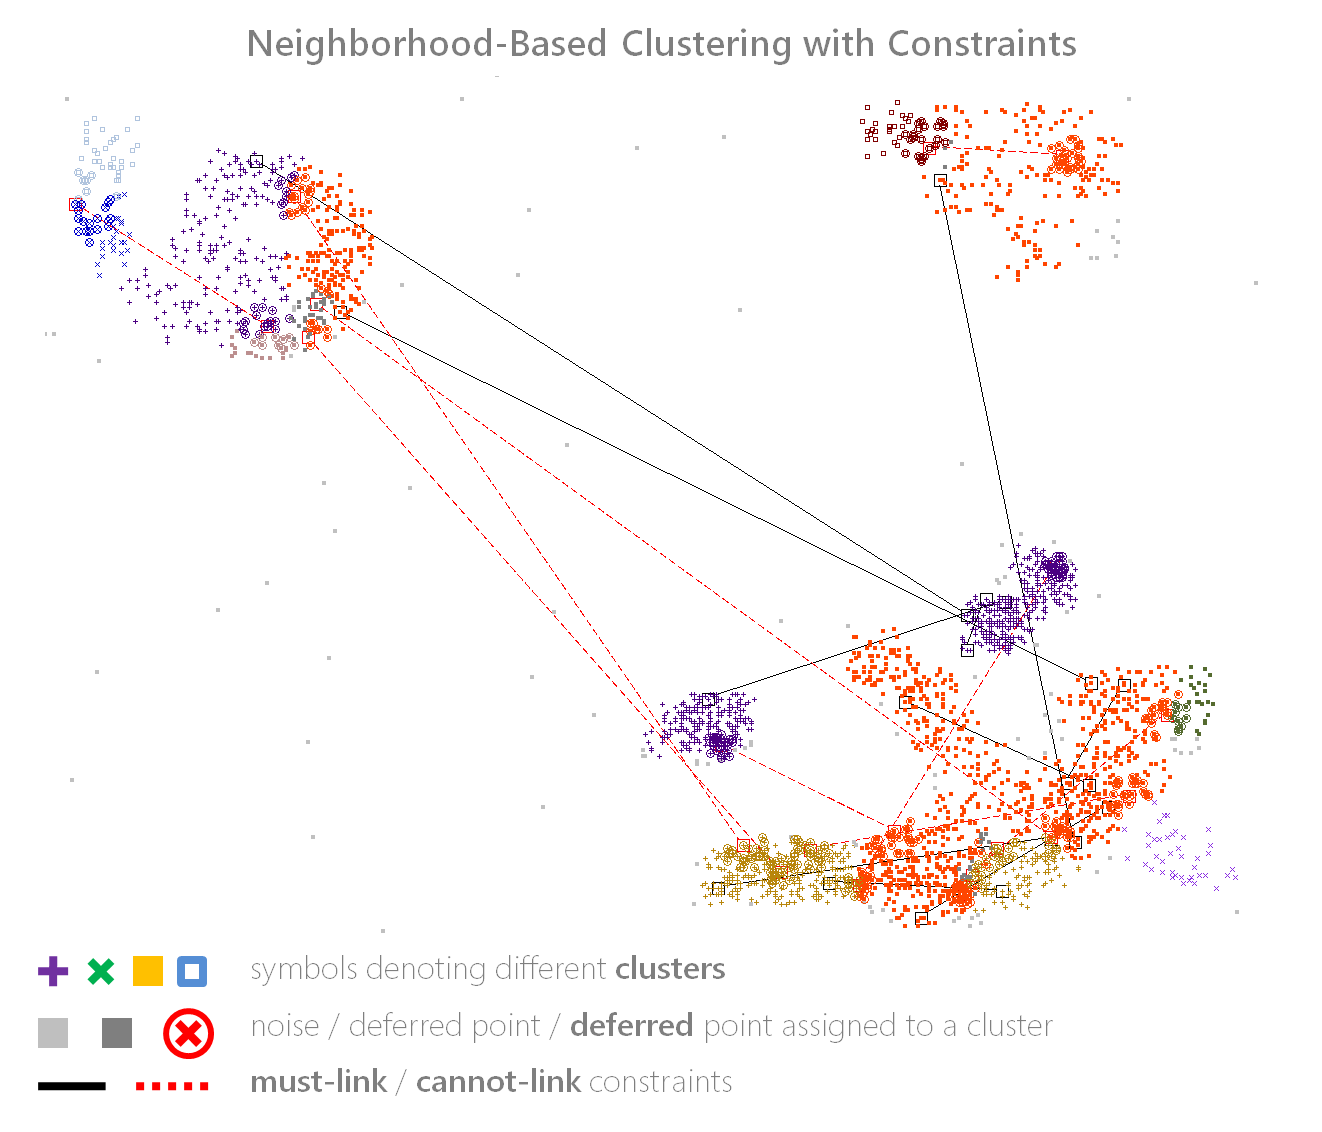 Neighborhood-Based Clustering with Constraints
symbols denoting different clusters
noise / deferred point / deferred point assigned to a cluster
must-link / cannot-link constraints